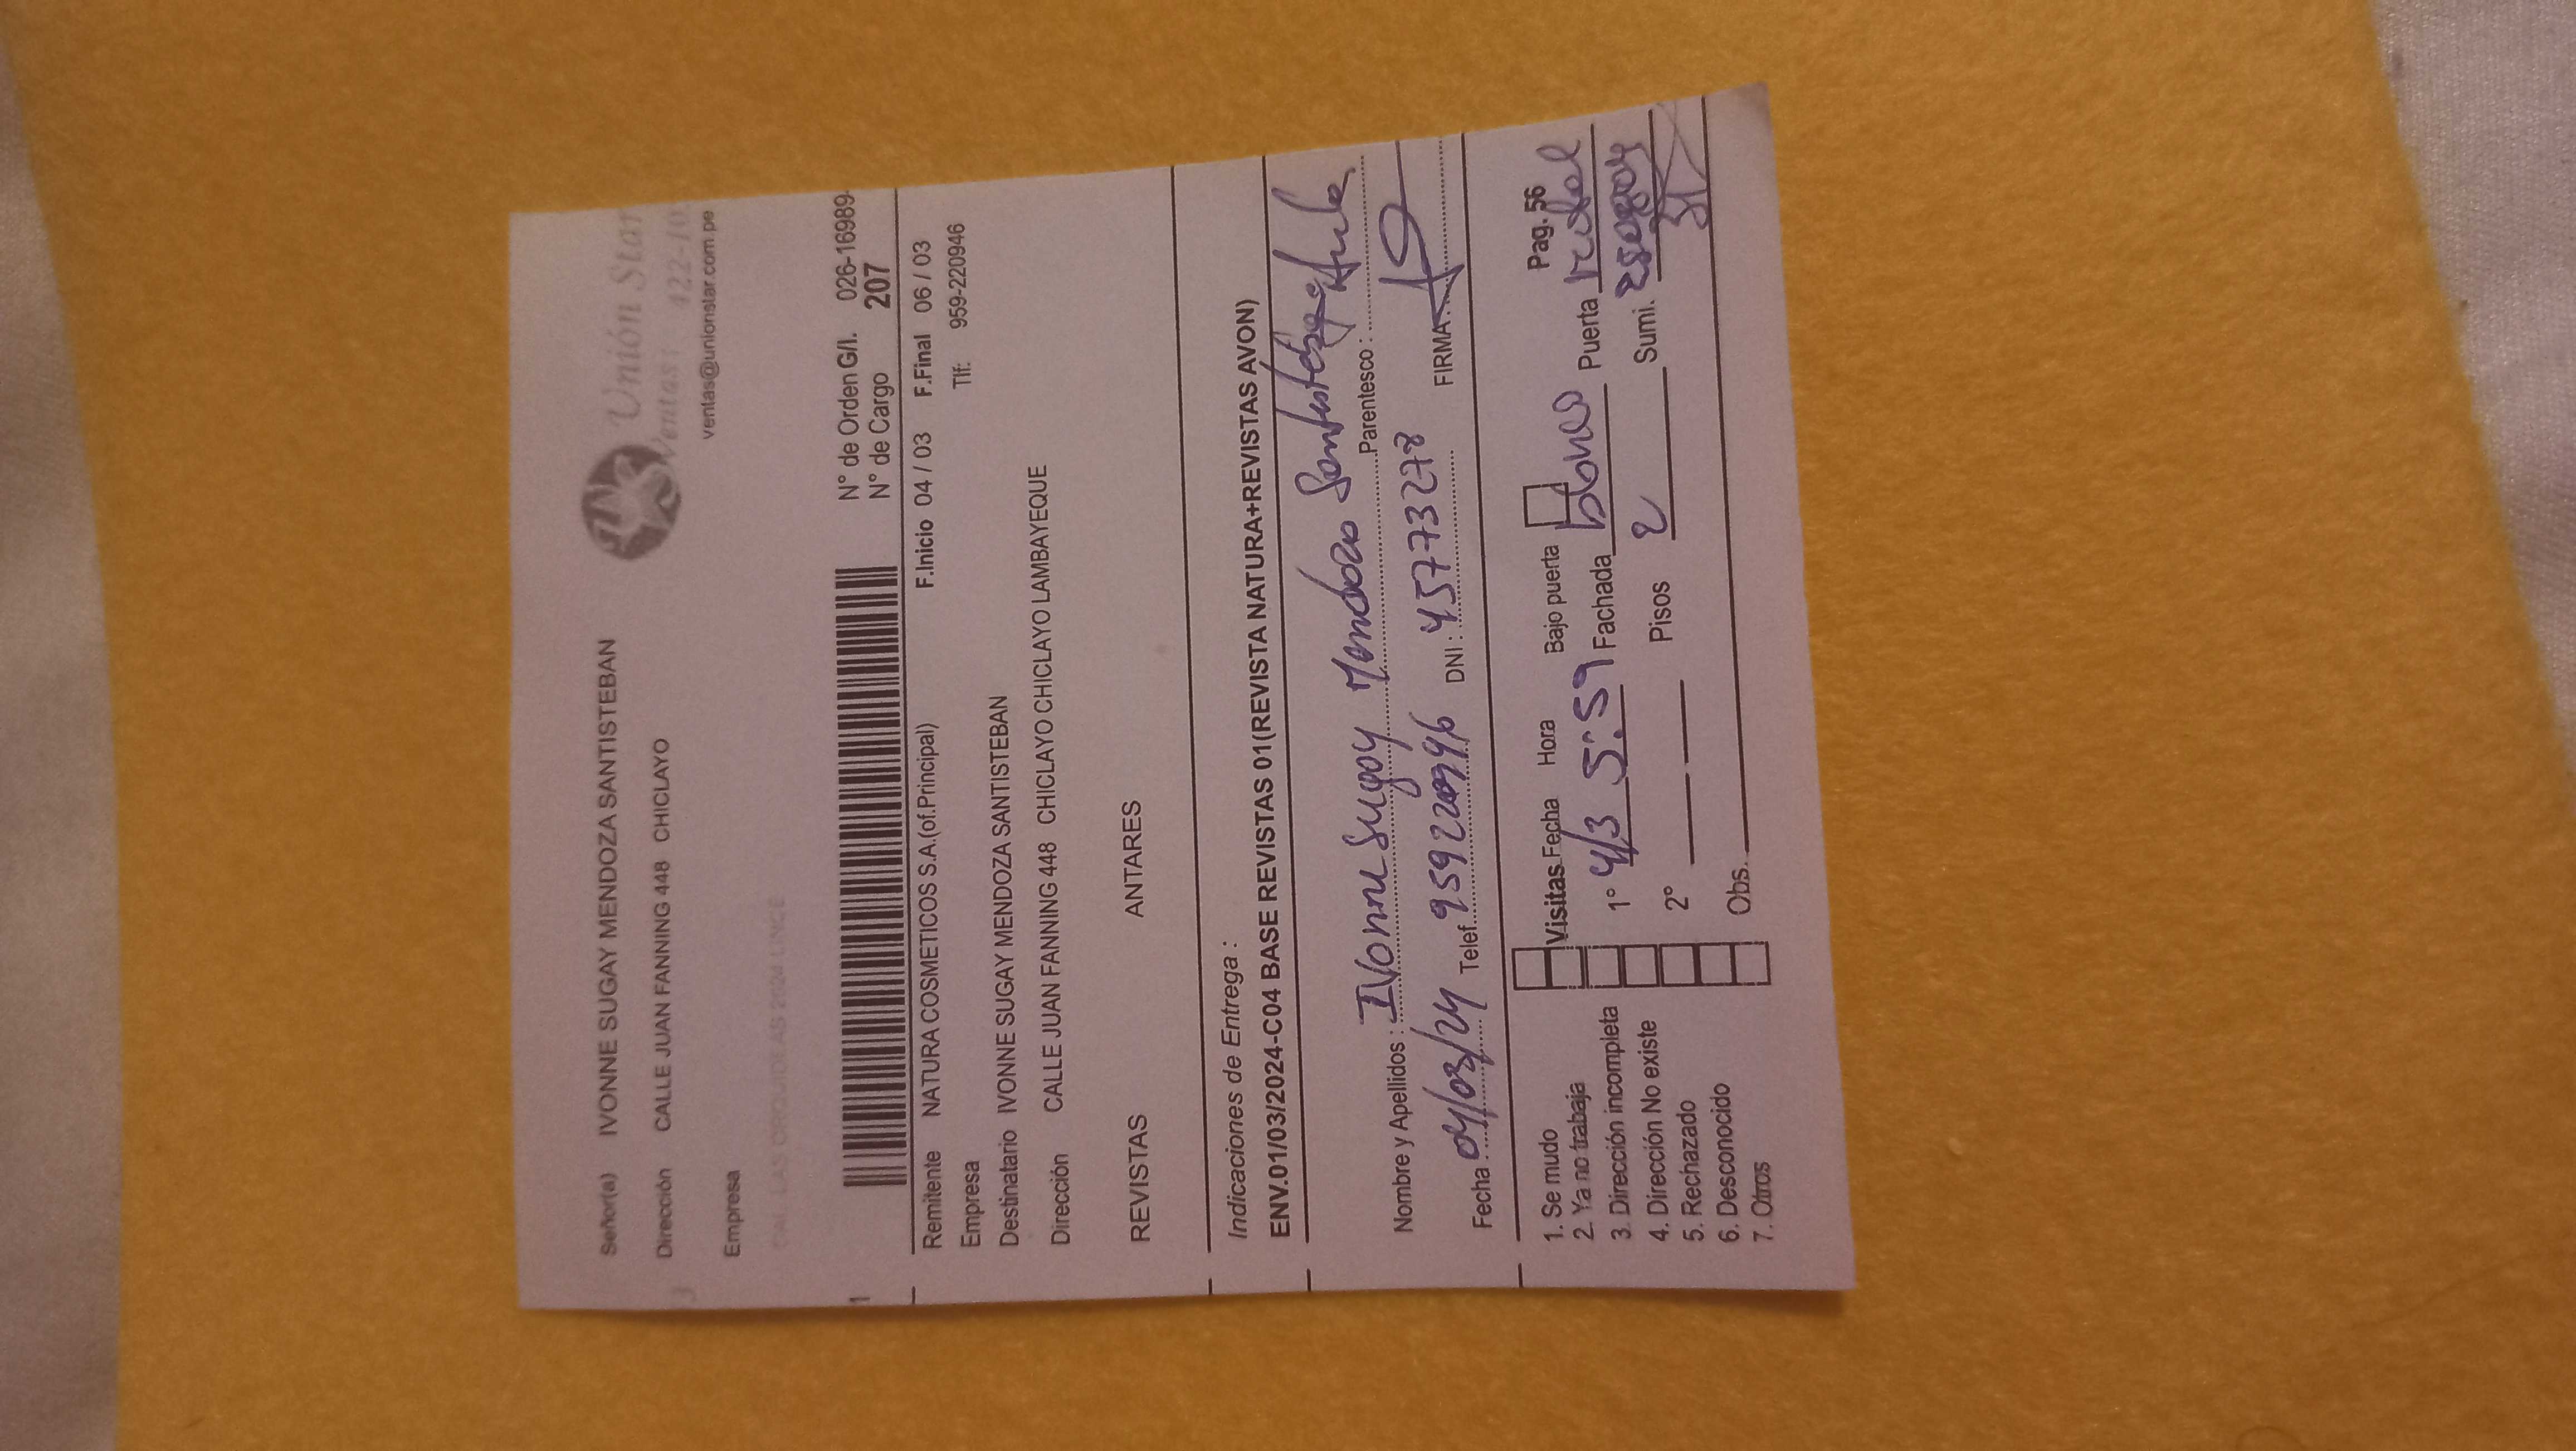 Unión Star
Ventas: 422-10
ventas@unionstar.com.pe
Señor(a) IVONNE SUGAY MENDOZA SANTISTEBAN
Dirección CALLE JUAN FANNING 448 CHICLAYO
Empresa
1
N° de Orden G/I. 026-16989
N° de Cargo 207
Remitente NATURA COSMETICOS S.A.(of.Principal) F.Inicio 04 / 03 F.Final 06 / 03
Empresa Tlf: 959-220946
Destinatario IVONNE SUGAY MENDOZA SANTISTEBAN
Dirección CALLE JUAN FANNING 448 CHICLAYO CHICLAYO LAMBAYEQUE
REVISTAS ANTARES
Indicaciones de Entrega :
ENV.01/03/2024-C04 BASE REVISTAS 01(REVISTA NATURA+REVISTAS AVON)
Nombre y Apellidos : Ivonne Sugay Mendoza Santisteban Parentesco :
Fecha 04/03/24 Telef. 959220946 DNI : 45773278 FIRMA
1. Se mudo Visitas Fecha Hora Bajo puerta Pag. 56
2. Ya no trabaja 1° 4/3 5:59 Fachada blanco Puerta
3. Dirección incompleta
4. Dirección No existe 2° Pisos 2 Sumi.
5. Rechazado
6. Desconocido Obs.
7. Otros